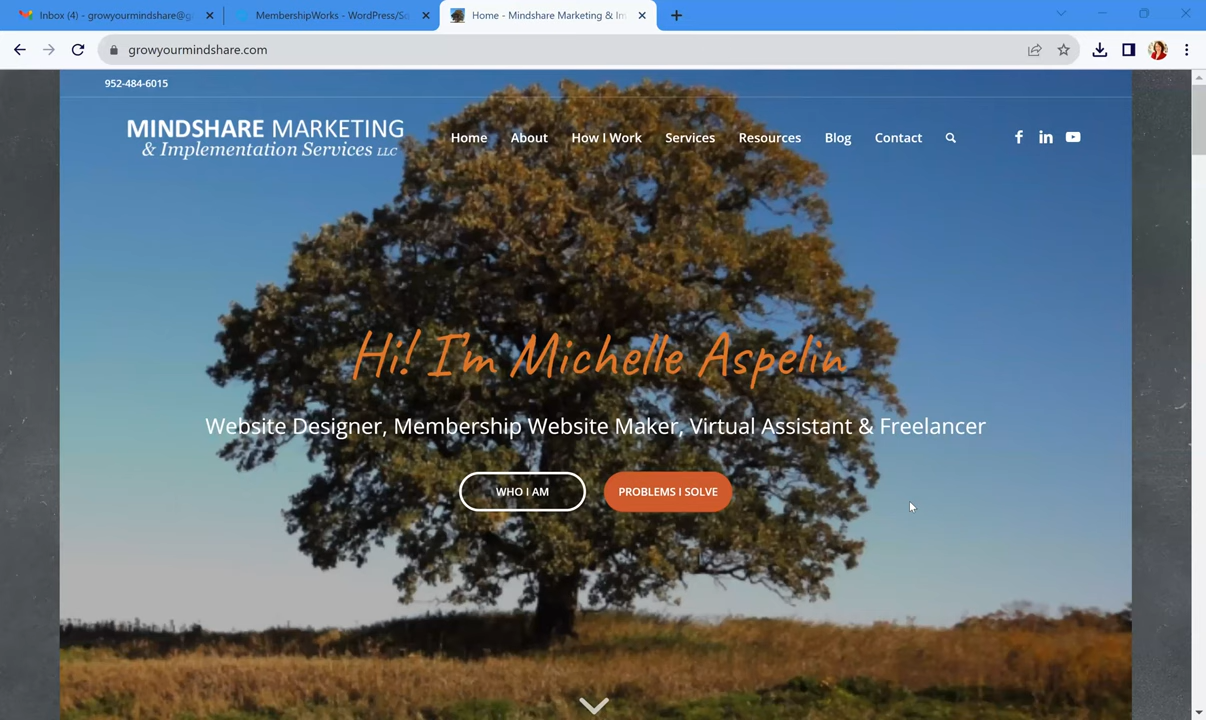 Inbox (4) - growyourmindshare@g
MembershipWorks - WordPress/So
Home - Mindshare Marketing & Im
growyourmindshare.com
952-484-6015
MINDSHARE MARKETING
& Implementation Services LLC
Home About How I Work Services Resources Blog Contact
Hi! I'm Michelle Aspelin
Website Designer, Membership Website Maker, Virtual Assistant & Freelancer
WHO I AM PROBLEMS I SOLVE